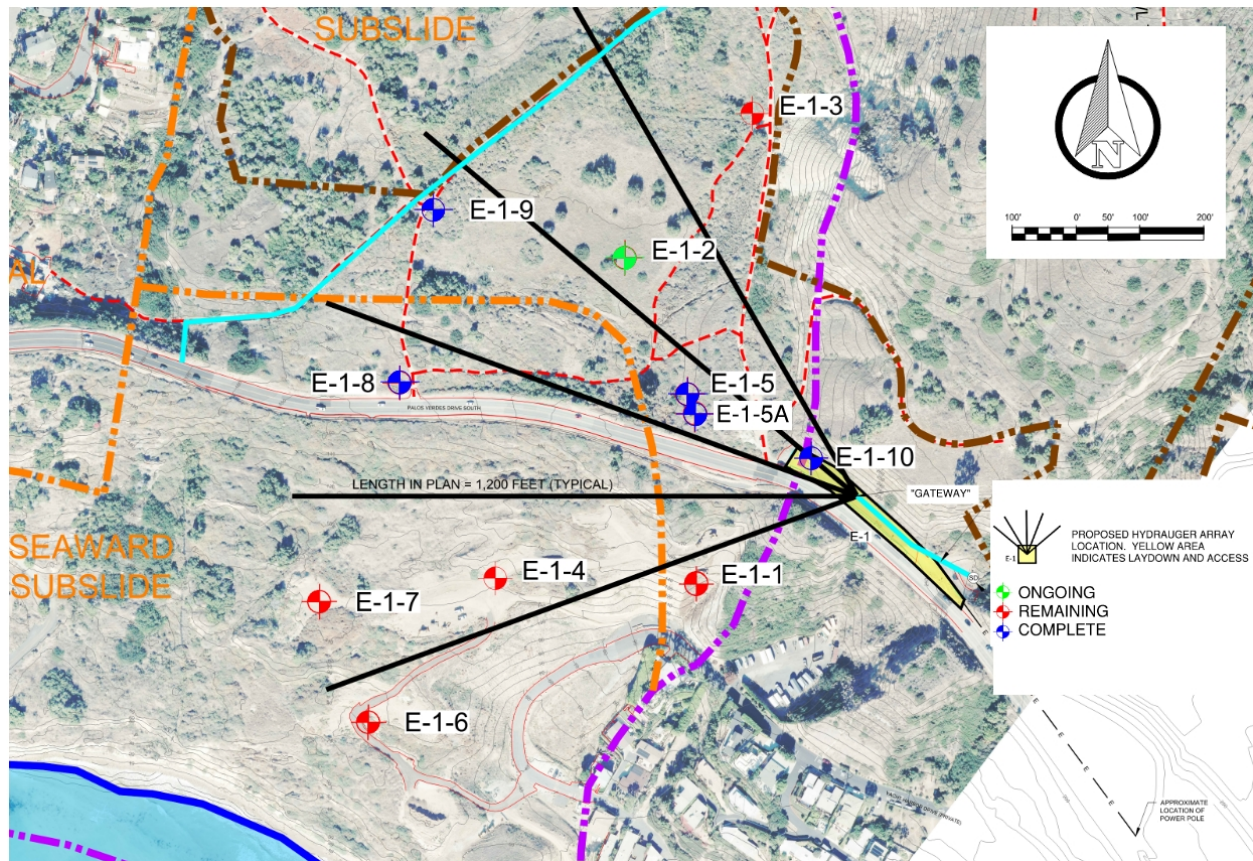 SUBSLIDE
E-1-3
N
100' 0' 50' 100' 200'
E-1-9
E-1-2
AL
E-1-8
E-1-5
E-1-5A
PALOS VERDES DRIVE SOUTH
E-1-10
LENGTH IN PLAN = 1,200 FEET (TYPICAL)
"GATEWAY"
E-1
SD
SEAWARD
SUBSLIDE
E-1-4
E-1-1
E-1-7
E-1-6
E-1
PROPOSED HYDRAUGER ARRAY
LOCATION. YELLOW AREA
INDICATES LAYDOWN AND ACCESS
ONGOING
REMAINING
COMPLETE
E
E
E
E
APPROXIMATE
LOCATION OF
POWER POLE